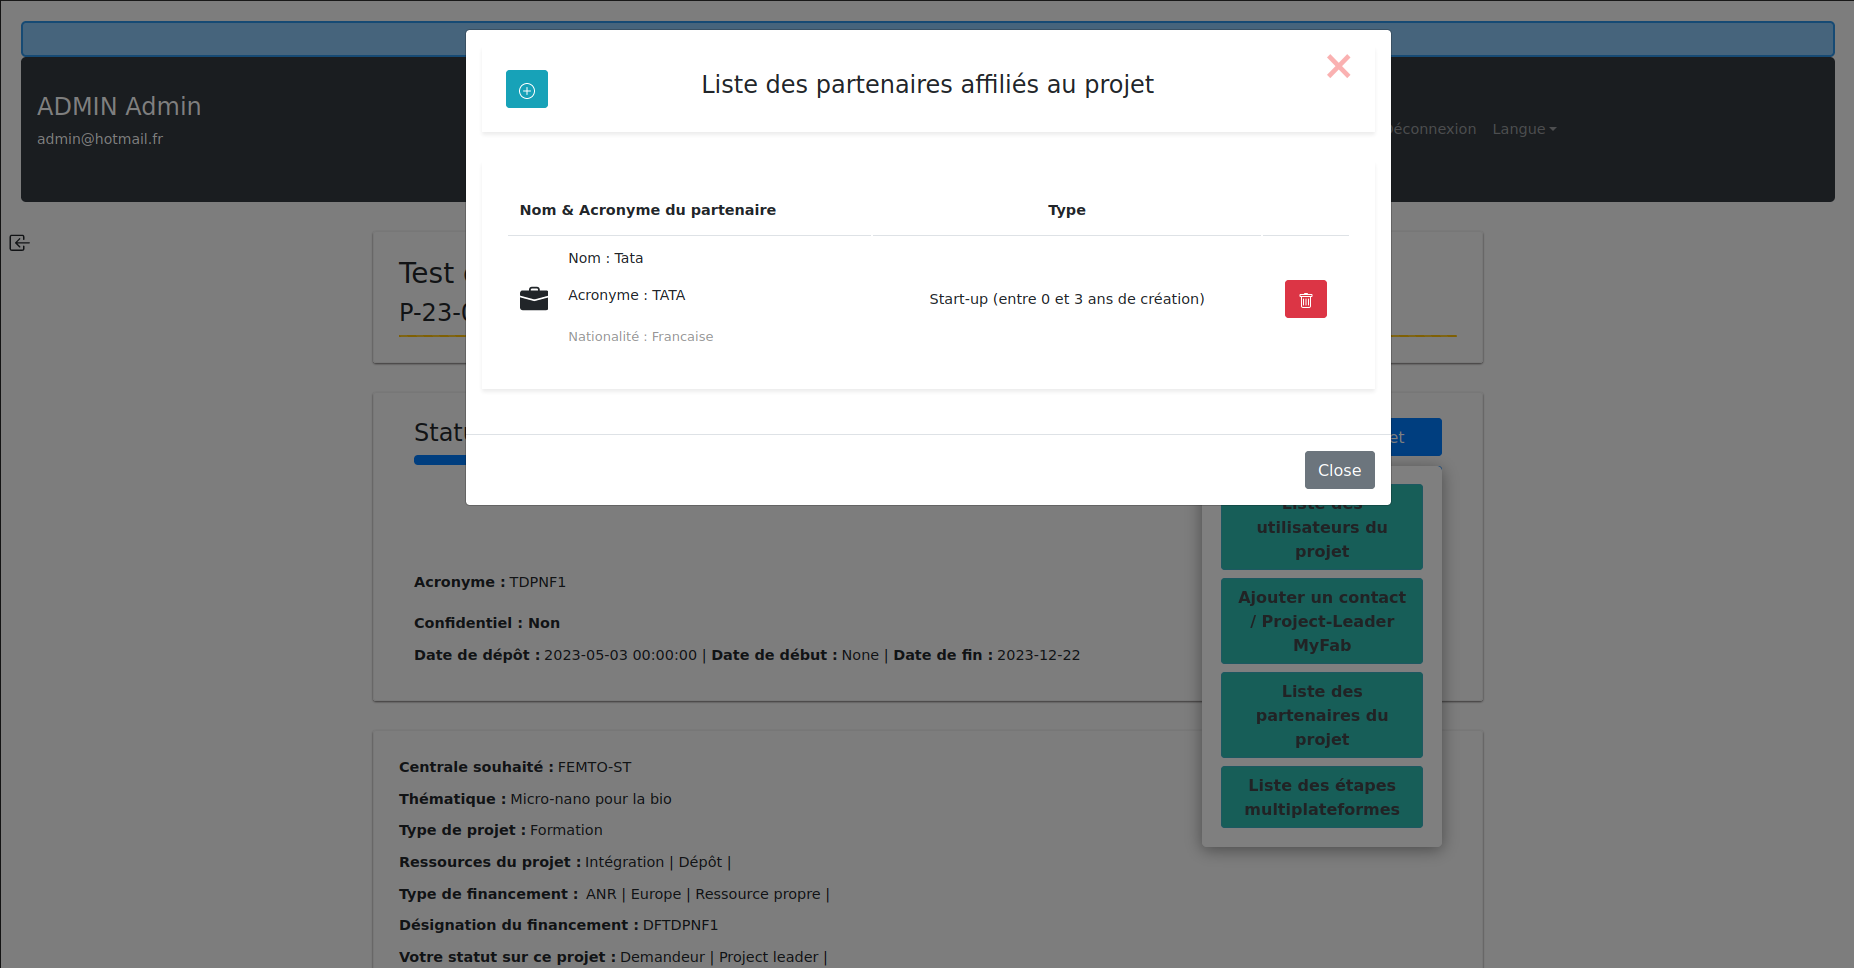 Liste des partenaires affiliés au projet
ADMIN Admin
admin@hotmail.fr
Déconnexion Langue
Nom & Acronyme du partenaire Type
Nom : Tata
Acronyme : TATA
Start-up (entre 0 et 3 ans de création)
Nationalité : Francaise
Test
P-23-
Close
Liste des
utilisateurs du
projet
Acronyme : TDPNF1
Ajouter un contact
/ Project-Leader
MyFab
Confidentiel : Non
Date de dépôt : 2023-05-03 00:00:00 | Date de début : None | Date de fin : 2023-12-22
Liste des
partenaires du
projet
Liste des étapes
multiplateformes
Centrale souhaité : FEMTO-ST
Thématique : Micro-nano pour la bio
Type de projet : Formation
Ressources du projet : Intégration | Dépôt |
Type de financement : ANR | Europe | Ressource propre |
Désignation du financement : DFTDPNF1
Votre statut sur ce projet : Demandeur | Project leader |